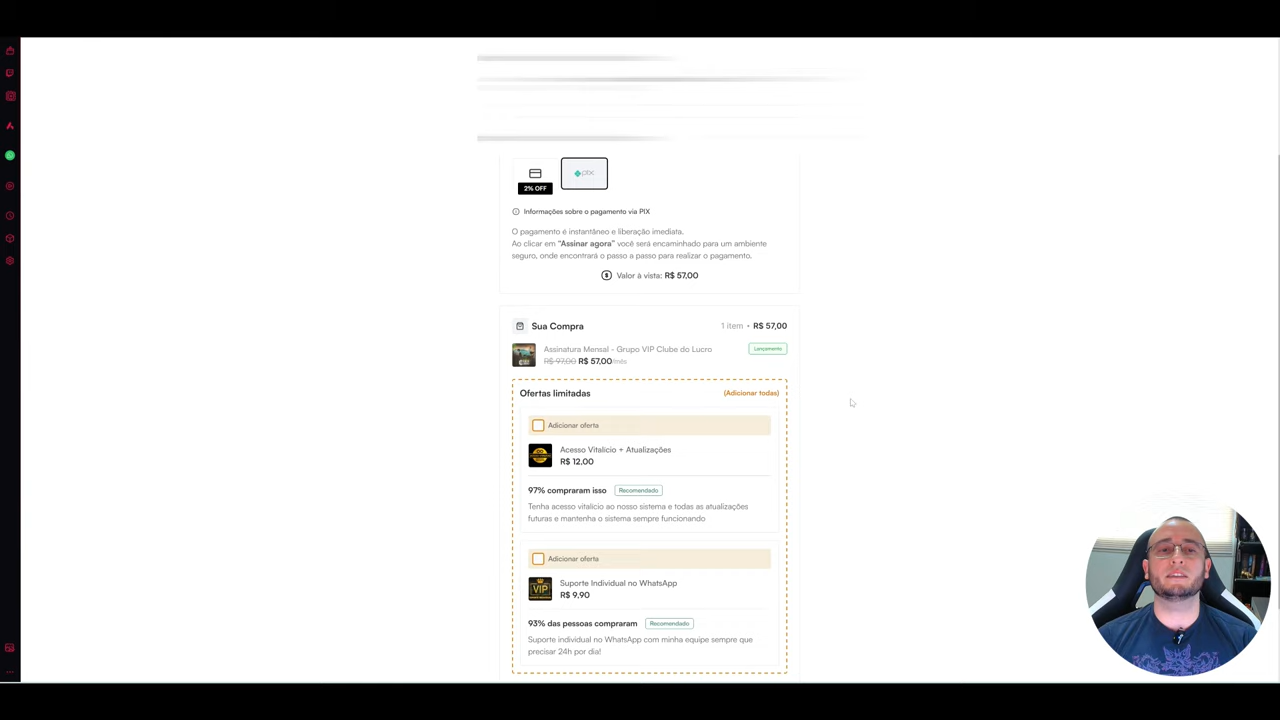 2% OFF
pix
Informações sobre o pagamento via PIX
O pagamento é instantâneo e liberação imediata.
Ao clicar em "Assinar agora" você será encaminhado para um ambiente
seguro, onde encontrará o passo a passo para realizar o pagamento.
Valor à vista: R$ 57,00
Sua Compra
1 item • R$ 57,00
Assinatura Mensal - Grupo VIP Clube do Lucro
Lançamento
R$ 97,00 R$ 57,00/mês
Ofertas limitadas
(Adicionar todas)
Adicionar oferta
Acesso Vitalício + Atualizações
R$ 12,00
97% compraram isso
Recomendado
Tenha acesso vitalício ao nosso sistema e todas as atualizações
futuras e mantenha o sistema sempre funcionando
Adicionar oferta
VIP
Suporte Individual no WhatsApp
R$ 9,90
93% das pessoas compraram
Recomendado
Suporte individual no WhatsApp com minha equipe sempre que
precisar 24h por dia!